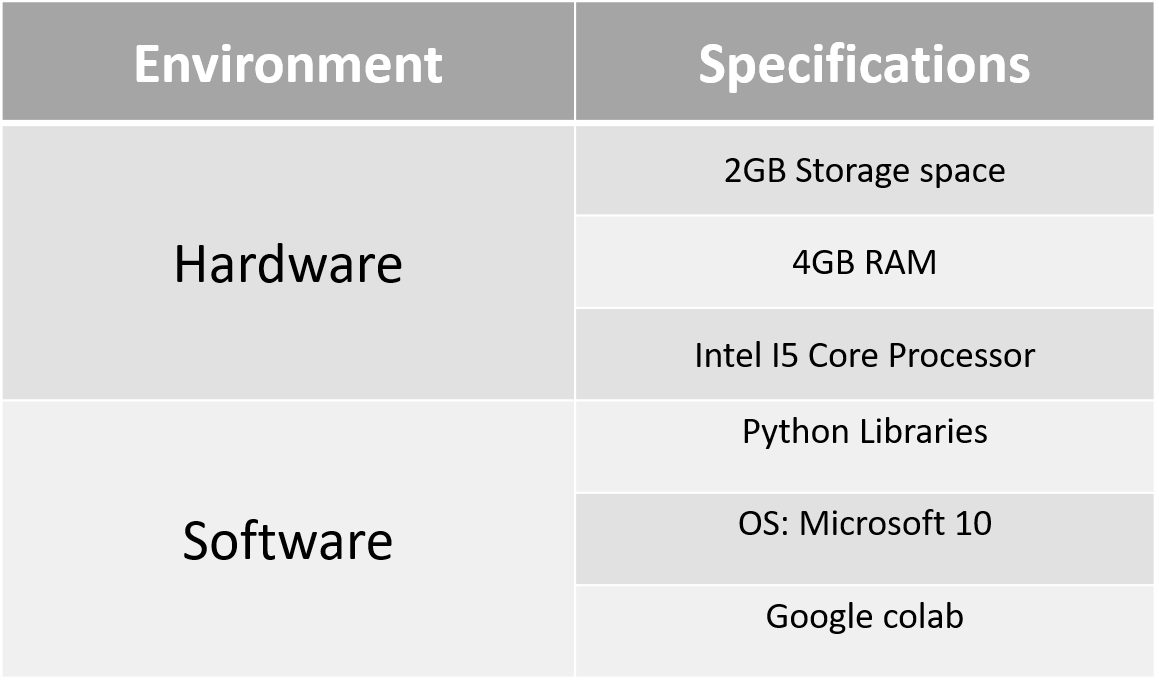 Environment
Specifications
Hardware
2GB Storage space
4GB RAM
Intel I5 Core Processor
Software
Python Libraries
OS: Microsoft 10
Google colab